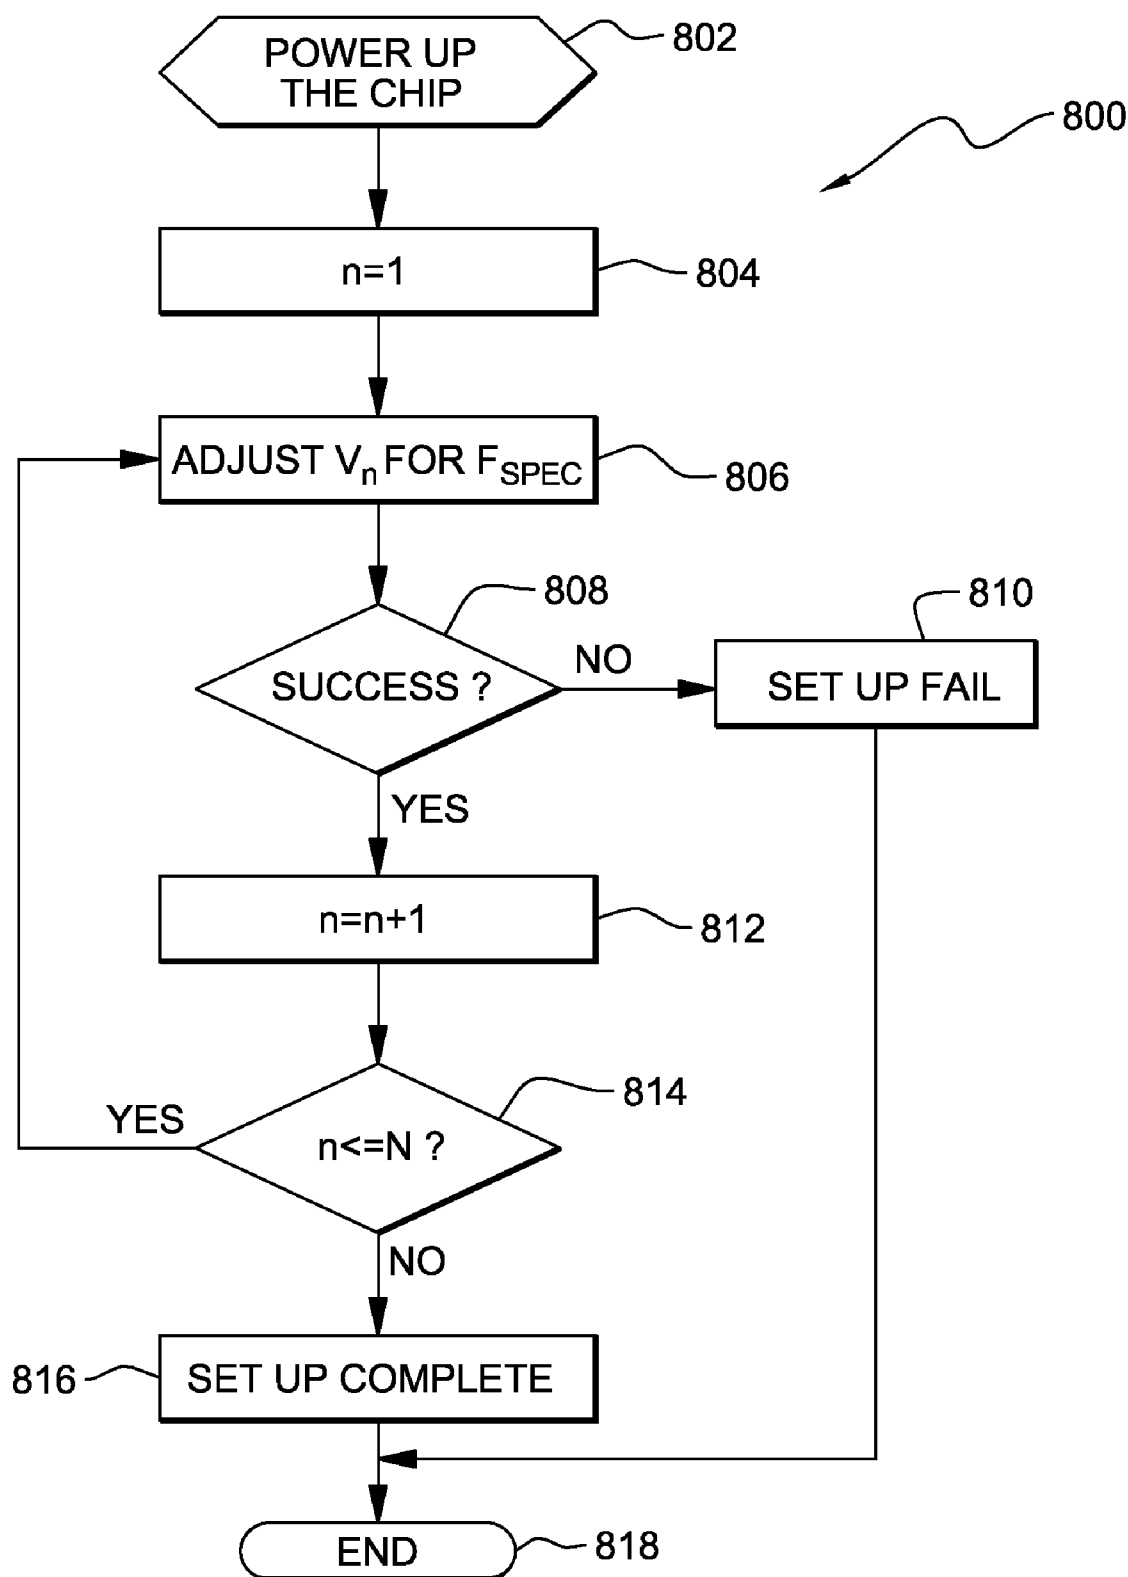 POWER UP
THE CHIP
802
800
n=1
804
ADJUST Vn FOR FSPEC
806
808
SUCCESS ?
NO
810
SET UP FAIL
YES
n=n+1
812
814
YES
n<=N ?
NO
816
SET UP COMPLETE
END
818